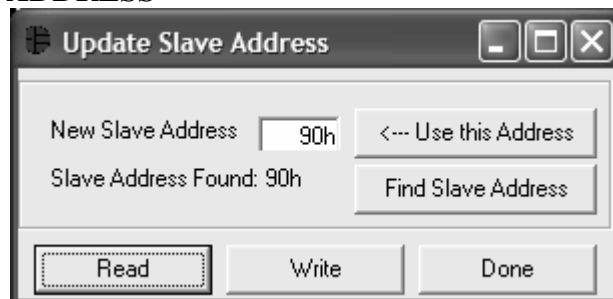 ADDRESS
Update Slave Address
New Slave Address 90h <--- Use this Address
Slave Address Found: 90h Find Slave Address
Read Write Done